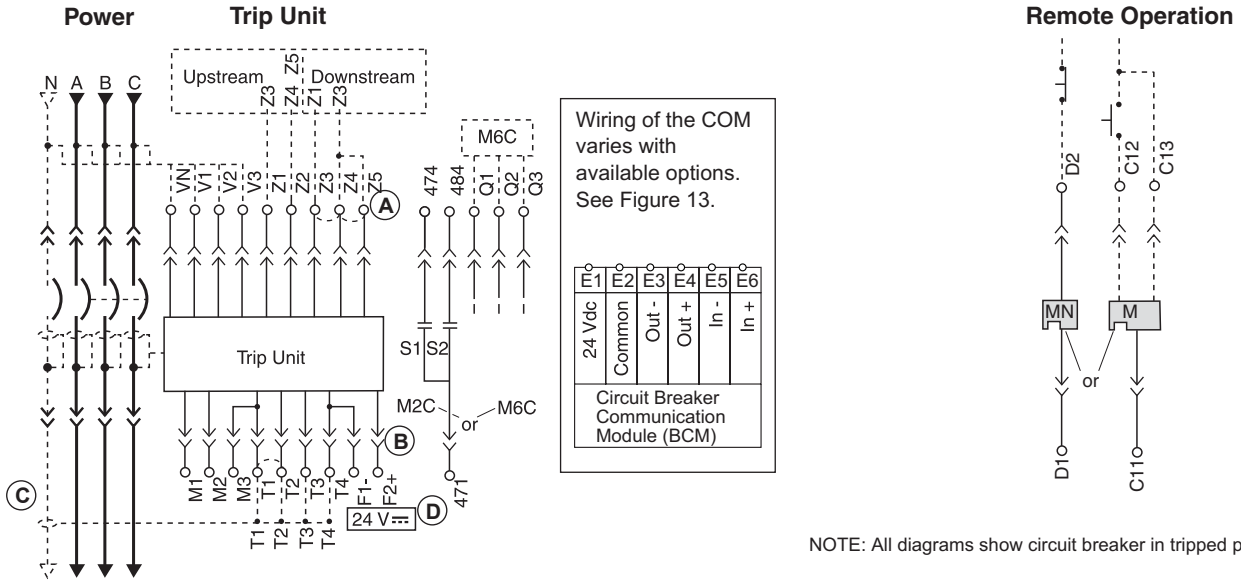 Power
Trip Unit
Remote Operation
N A B C
Upstream
Downstream
Z3 Z4 Z5 Z1 Z3
M6C
VN V1 V2 V3 Z1 Z2 Z3 Z4 Z5
A
474 484 Q1 Q2 Q3
Trip Unit
S1 S2
M2C or M6C
B
M1 M2 M3 T1 T2 T3 T4 F1- F2+
471
C
24 V
D
T1 T2 T3 T4
Wiring of the COM
varies with
available options.
See Figure 13.
E1 E2 E3 E4 E5 E6
24 Vdc
Common
Out -
Out +
In -
In +
Circuit Breaker
Communication
Module (BCM)
D2 C12 C13
MN M
or
D1 C11
NOTE: All diagrams show circuit breaker in tripped p